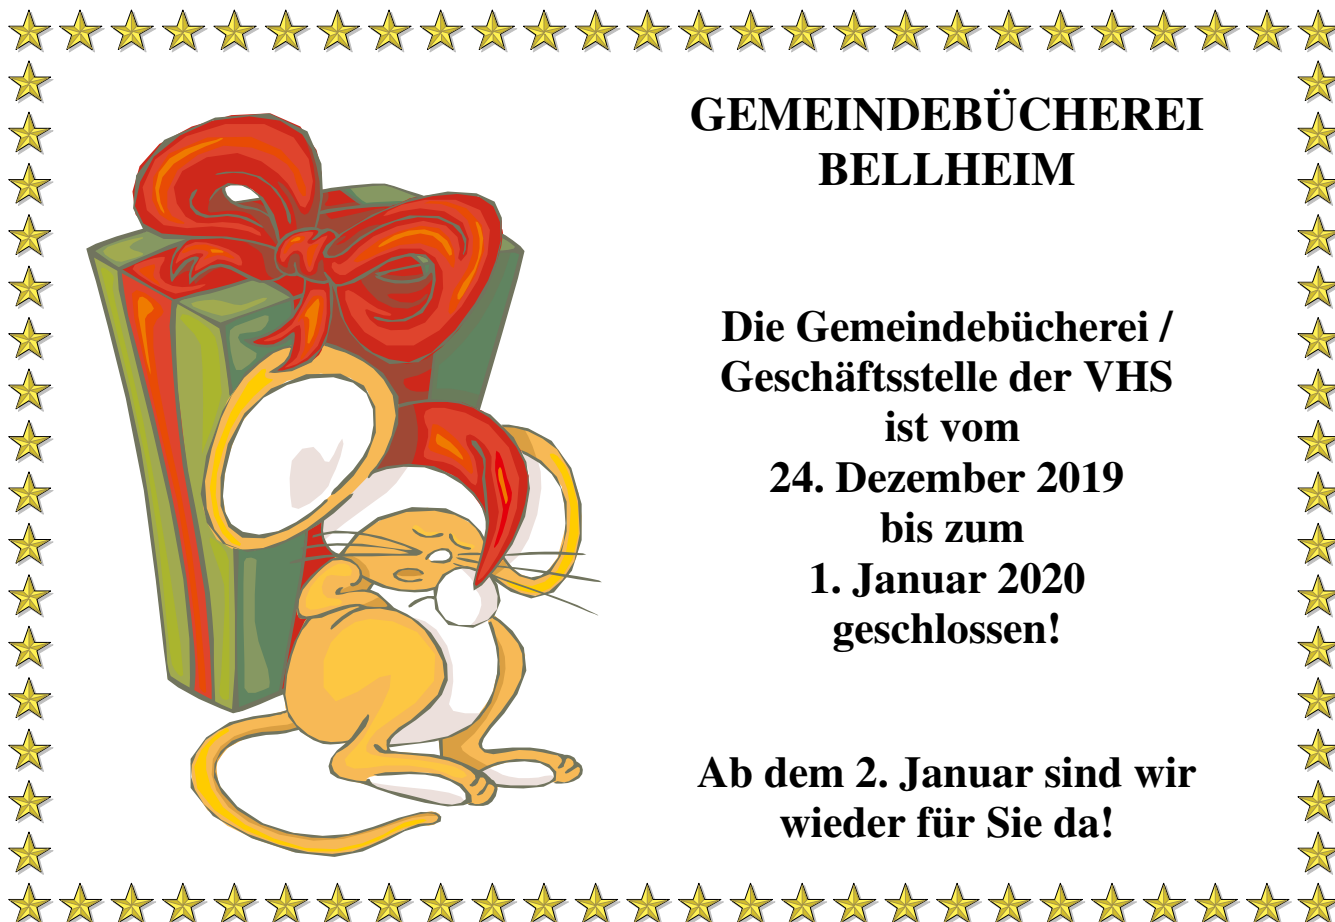 GEMEINDEBÜCHEREI
BELLHEIM
Die Gemeindebücherei /
Geschäftsstelle der VHS
ist vom
24. Dezember 2019
bis zum
1. Januar 2020
geschlossen!
Ab dem 2. Januar sind wir
wieder für Sie da!